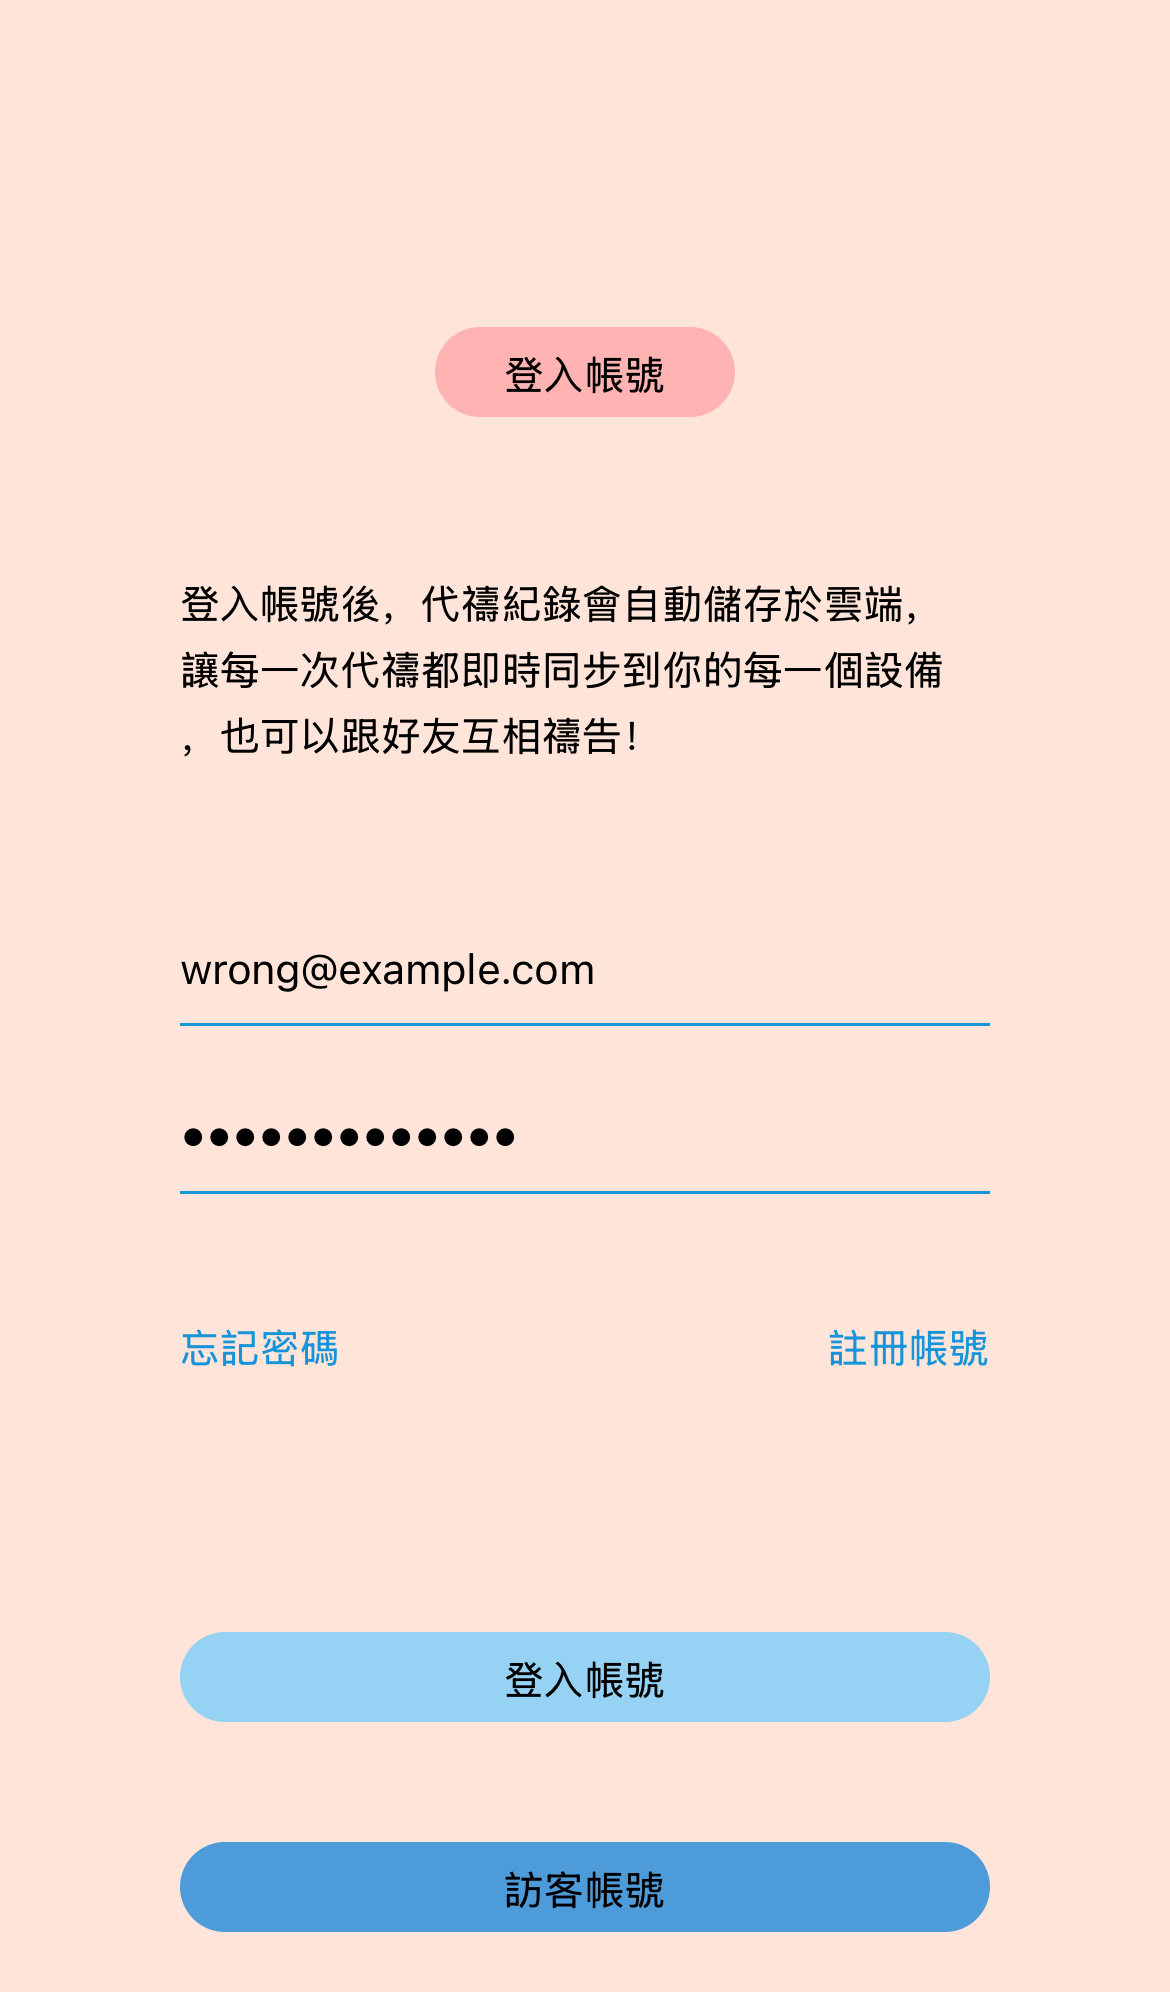 登入帳號
登入帳號後，代禱紀錄會自動儲存於雲端，
讓每一次代禱都即時同步到你的每一個設備
，也可以跟好友互相禱告！
wrong@example.com
•••••••••••••
忘記密碼
註冊帳號
登入帳號
訪客帳號